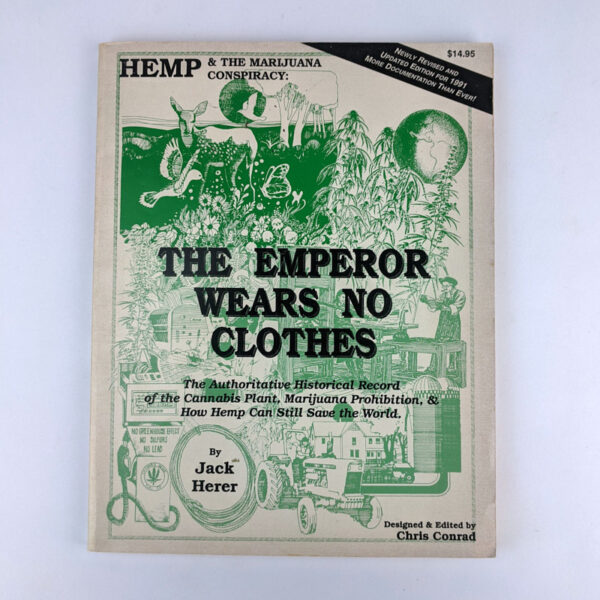 $14.95
NEWLY REVISED AND
UPDATED EDITION FOR 1991
MORE DOCUMENTATION THAN EVER!
HEMP & THE MARIJUANA
CONSPIRACY:
THE EMPEROR
WEARS NO
CLOTHES
The Authoritative Historical Record
of the Cannabis Plant, Marijuana Prohibition, &
How Hemp Can Still Save the World.
NO GREENHOUSE EFFECT
NO SULFURS
NO LEAD
By
Jack
Herer
Designed & Edited by
Chris Conrad